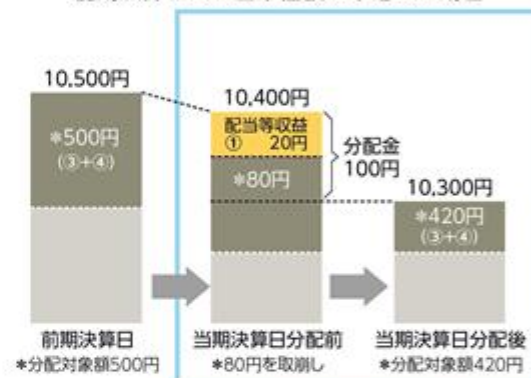 10,500円
*500円
(③+④)
10,400円
配当等収益
① 20円
*80円
分配金
100円
10,300円
*420円
(③+④)
前期決算日
*分配対象額500円
当期決算日分配前
*80円を取崩し
当期決算日分配後
*分配対象額420円